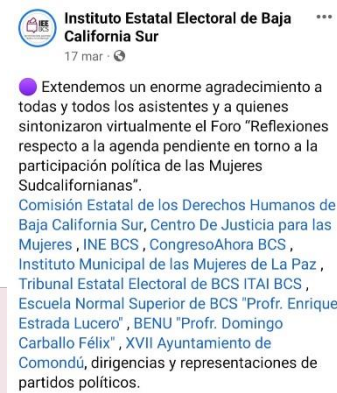 IEE
BCS
Instituto Estatal Electoral de Baja
California Sur
17 mar ·
Extendemos un enorme agradecimiento a
todas y todos los asistentes y a quienes
sintonizaron virtualmente el Foro “Reflexiones
respecto a la agenda pendiente en torno a la
participación política de las Mujeres
Sudcalifornianas”.
Comisión Estatal de los Derechos Humanos de
Baja California Sur, Centro De Justicia para las
Mujeres , INE BCS , CongresoAhora BCS ,
Instituto Municipal de las Mujeres de La Paz ,
Tribunal Estatal Electoral de BCS ITAI BCS ,
Escuela Normal Superior de BCS "Profr. Enrique
Estrada Lucero" , BENU "Profr. Domingo
Carballo Félix" , XVII Ayuntamiento de
Comondú, dirigencias y representaciones de
partidos políticos.